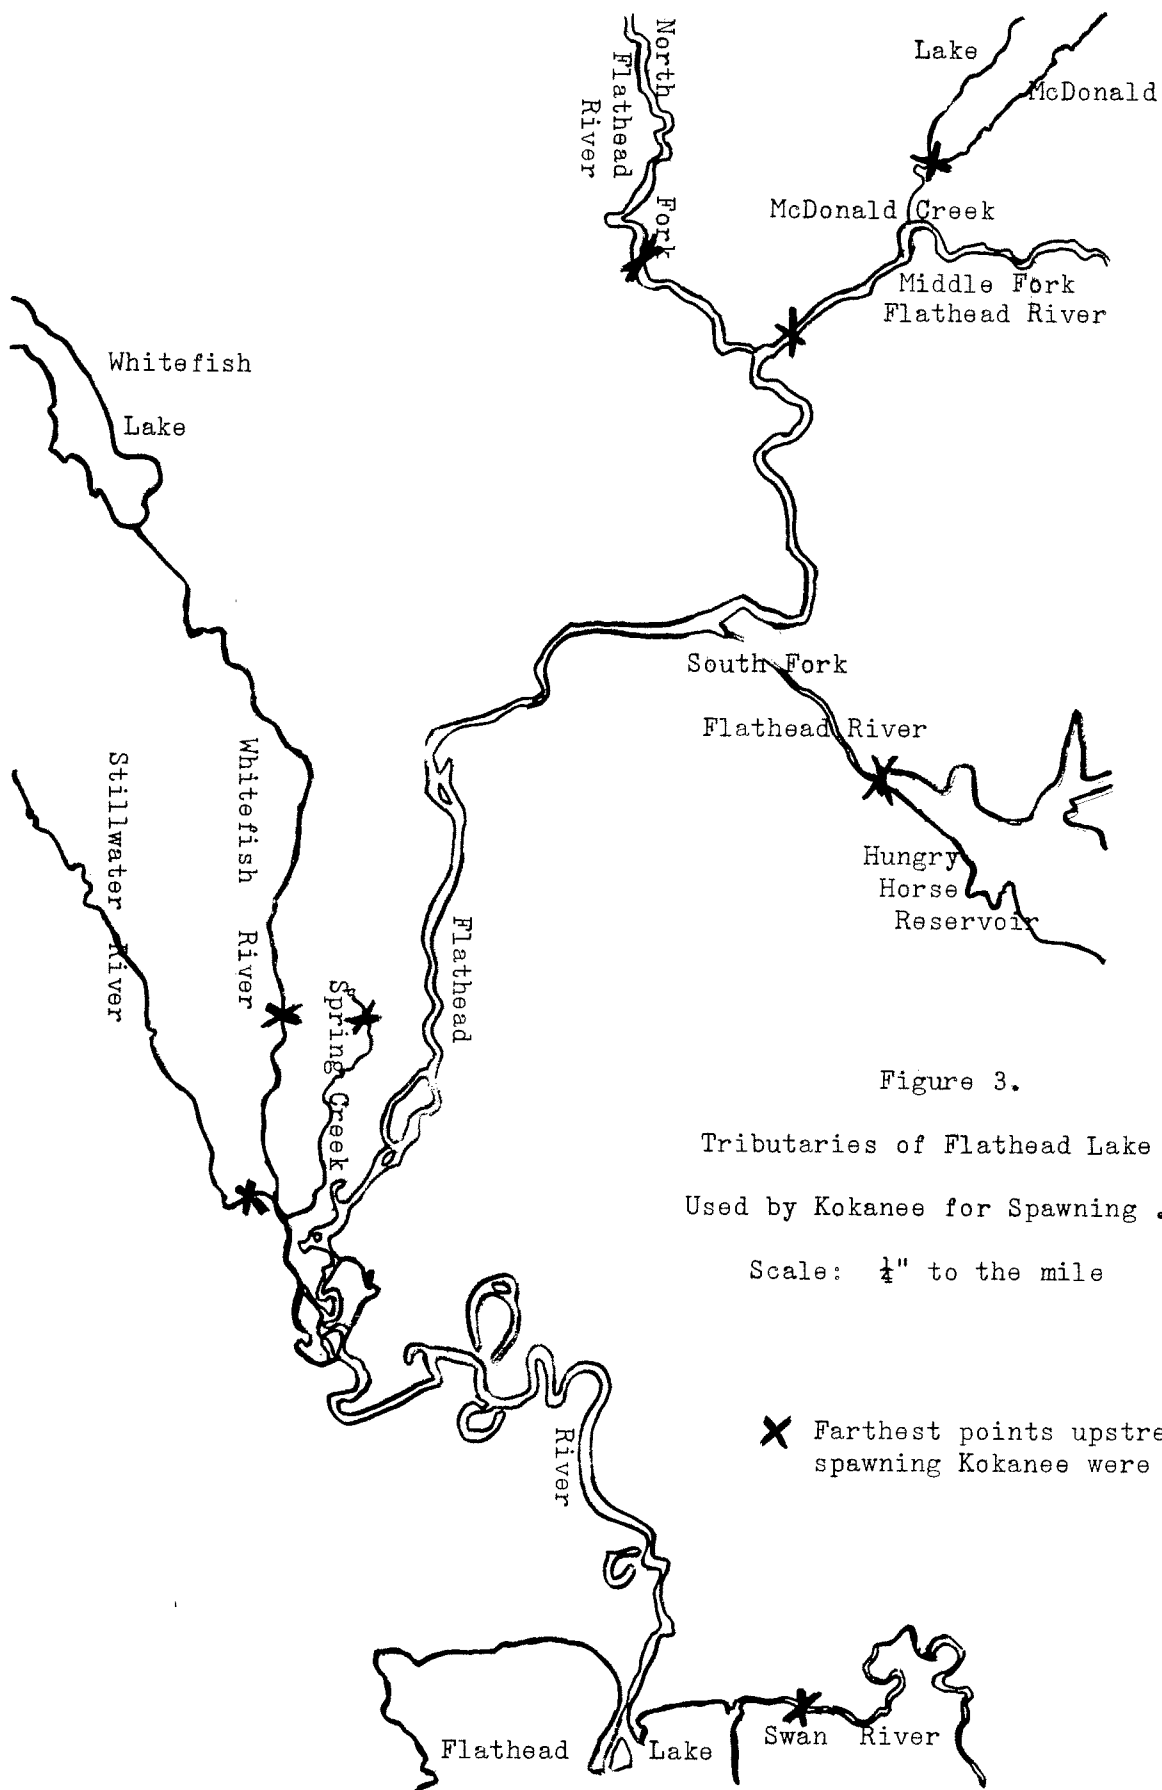 North Fork
Flathead
River
Lake
McDonald
McDonald Creek
Middle Fork
Flathead River
Whitefish
Lake
South Fork
Flathead River
Hungry
Horse
Reservoir
Stillwater River
Whitefish River
Spring Creek
Flathead
River
Figure 3.
Tributaries of Flathead Lake
Used by Kokanee for Spawning .
Scale: ¼" to the mile
Farthest points upstre
spawning Kokanee were
Flathead Lake
Swan River